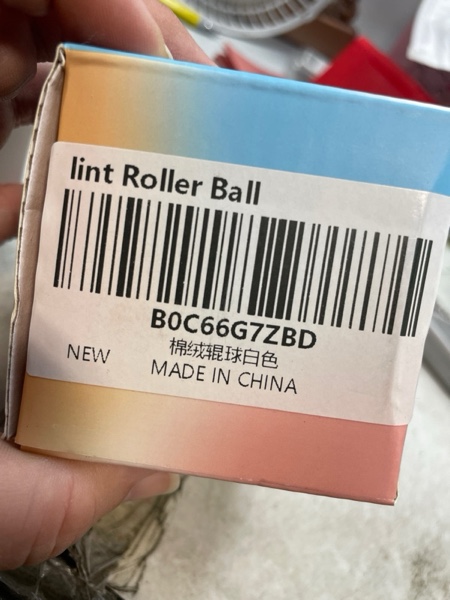 lint Roller Ball
B0C66G7ZBD
棉绒辊球白色
NEW
MADE IN CHINA